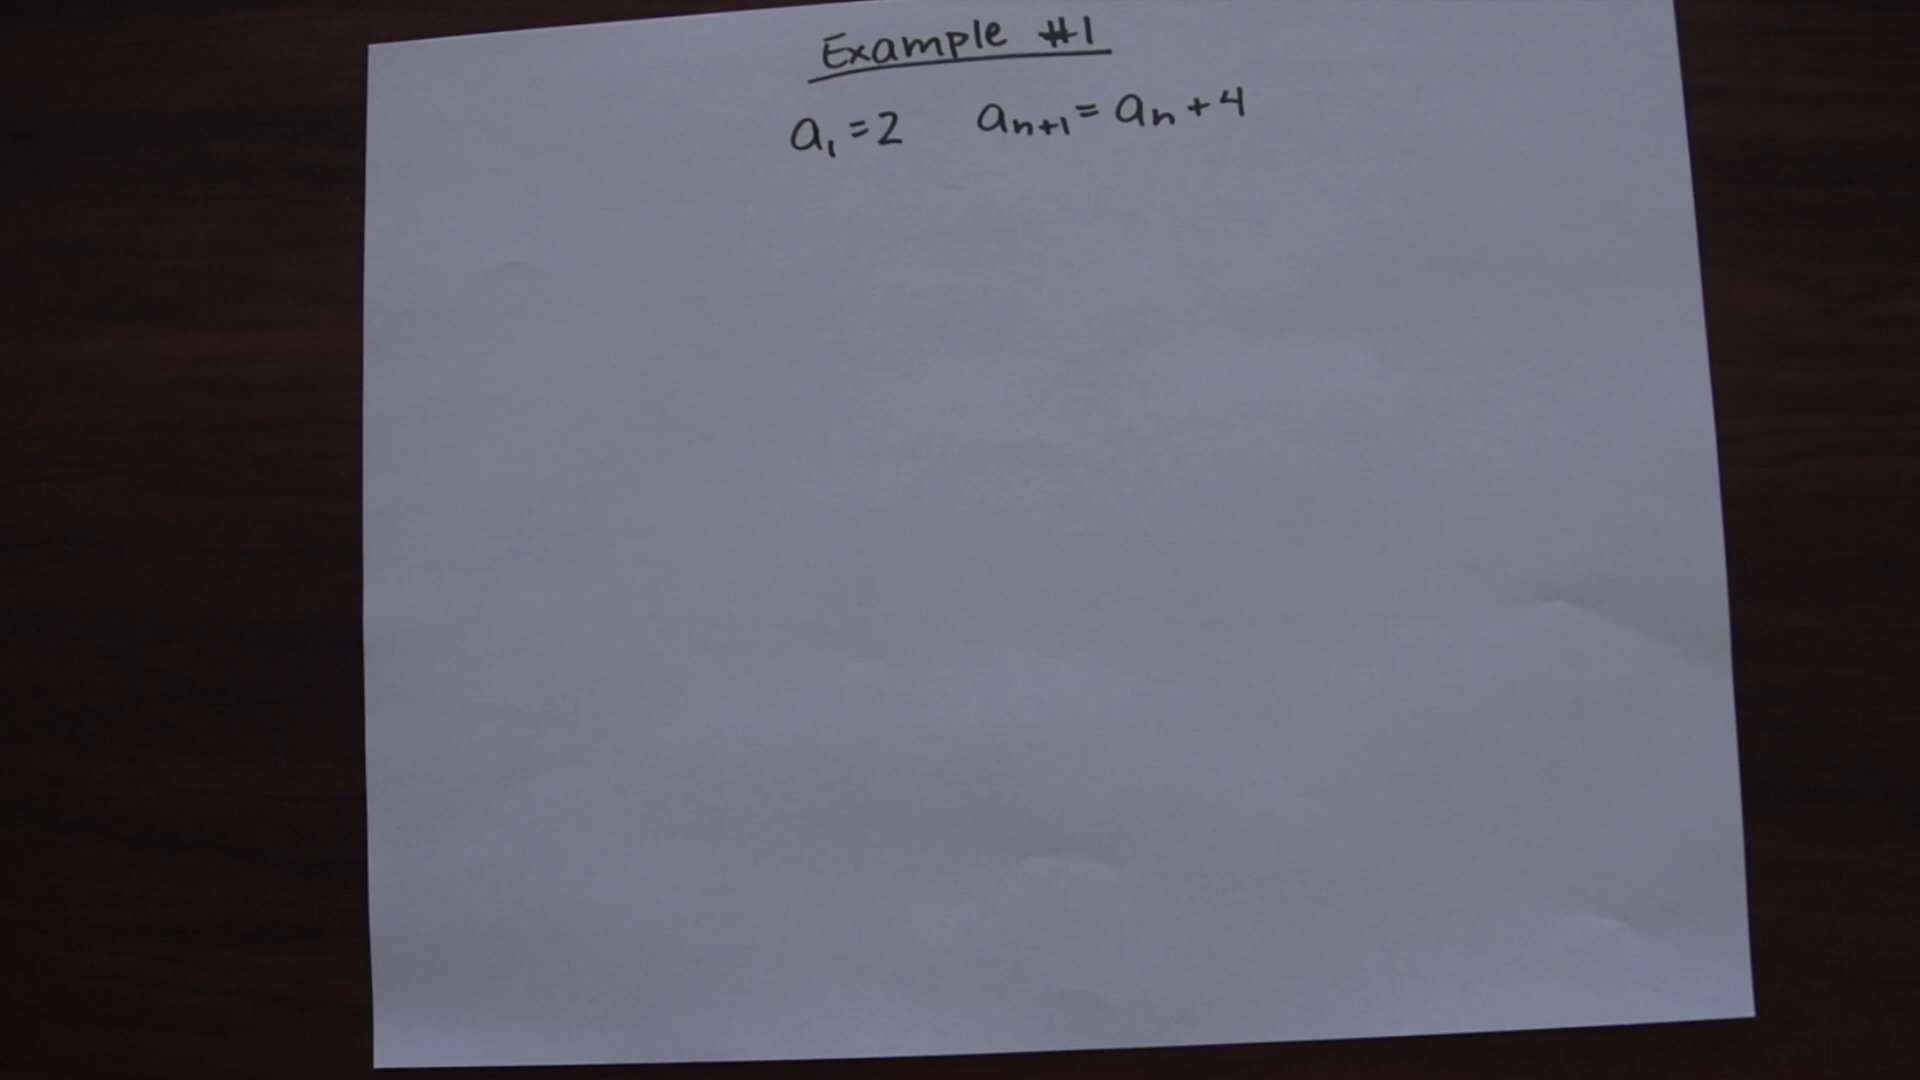 Example #1
a₁ = 2 aₙ₊₁ = aₙ + 4